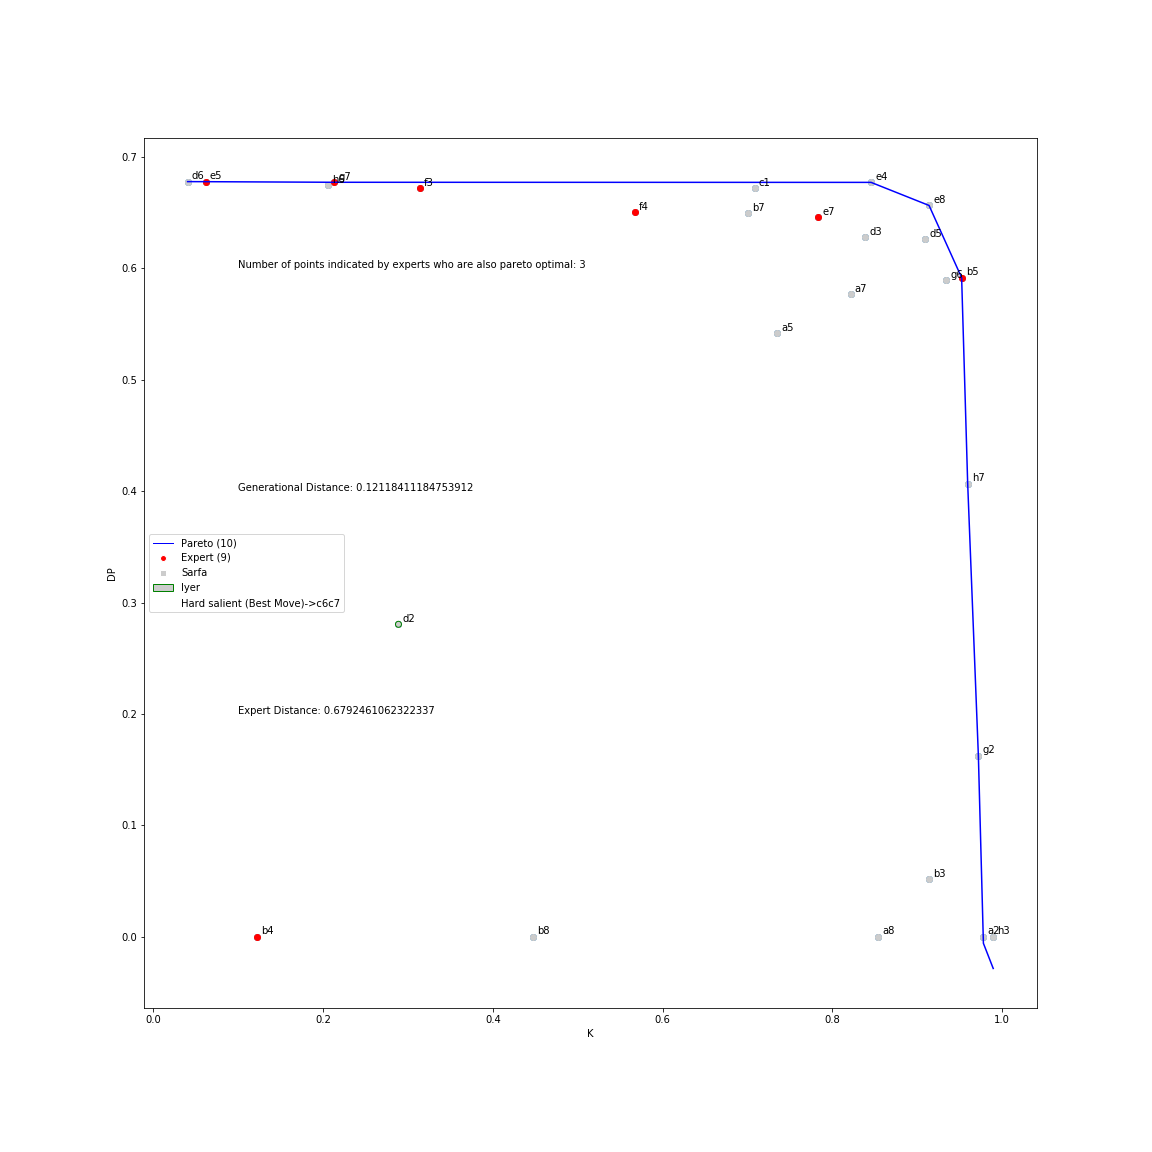 0.7
d6
e5
c7
f3
c1
e4
b7
f4
e7
e8
d3
d5
Number of points indicated by experts who are also pareto optimal: 3
0.6
g6
b5
a7
a5
0.5
Generational Distance: 0.12118411184753912
0.4
h7
Pareto (10)
Expert (9)
Sarfa
Iyer
Hard salient (Best Move)->c6c7
DP
0.3
d2
Expert Distance: 0.6792461062322337
0.2
g2
0.1
b3
0.0
b4
b8
a8
a2
h3
0.0 0.2 0.4 0.6 0.8 1.0
K